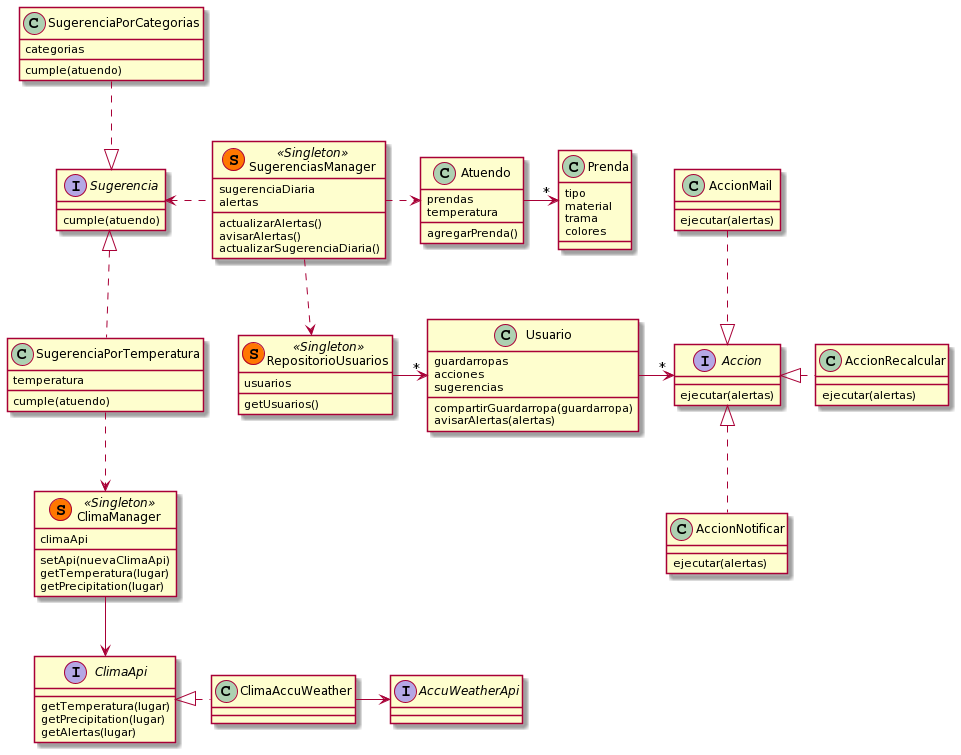 C SugerenciaPorCategorias
categorias
cumple(atuendo)
I Sugerencia
cumple(atuendo)
S «Singleton»
SugerenciasManager
sugerenciaDiaria
alertas
actualizarAlertas()
avisarAlertas()
actualizarSugerenciaDiaria()
C Atuendo
prendas
temperatura
agregarPrenda()
*
C Prenda
tipo
material
trama
colores
C AccionMail
ejecutar(alertas)
C SugerenciaPorTemperatura
temperatura
cumple(atuendo)
S «Singleton»
RepositorioUsuarios
usuarios
getUsuarios()
*
C Usuario
guardarropas
acciones
sugerencias
compartirGuardarropa(guardarropa)
avisarAlertas(alertas)
*
I Accion
ejecutar(alertas)
C AccionRecalcular
ejecutar(alertas)
S «Singleton»
ClimaManager
climaApi
setApi(nuevaClimaApi)
getTemperatura(lugar)
getPrecipitation(lugar)
C AccionNotificar
ejecutar(alertas)
I ClimaApi
getTemperatura(lugar)
getPrecipitation(lugar)
getAlertas(lugar)
C ClimaAccuWeather
I AccuWeatherApi